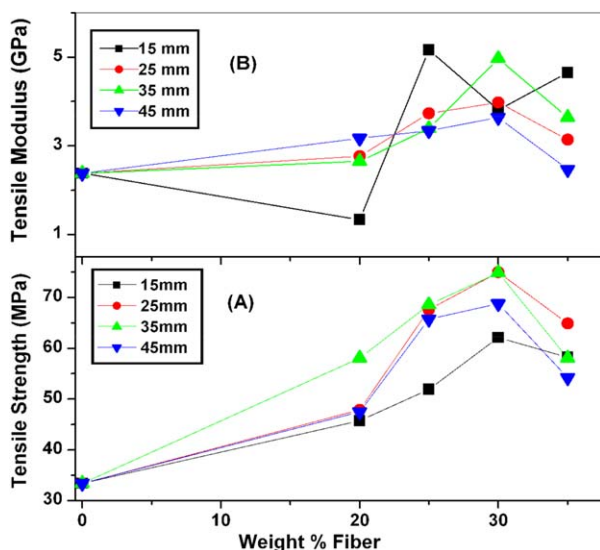 Tensile Modulus (GPa)
5
3
1
15 mm
25 mm
35 mm
45 mm
(B)
Tensile Strength (MPa)
70
60
50
40
30
15mm
25mm
35mm
45mm
(A)
0
10
20
30
Weight % Fiber